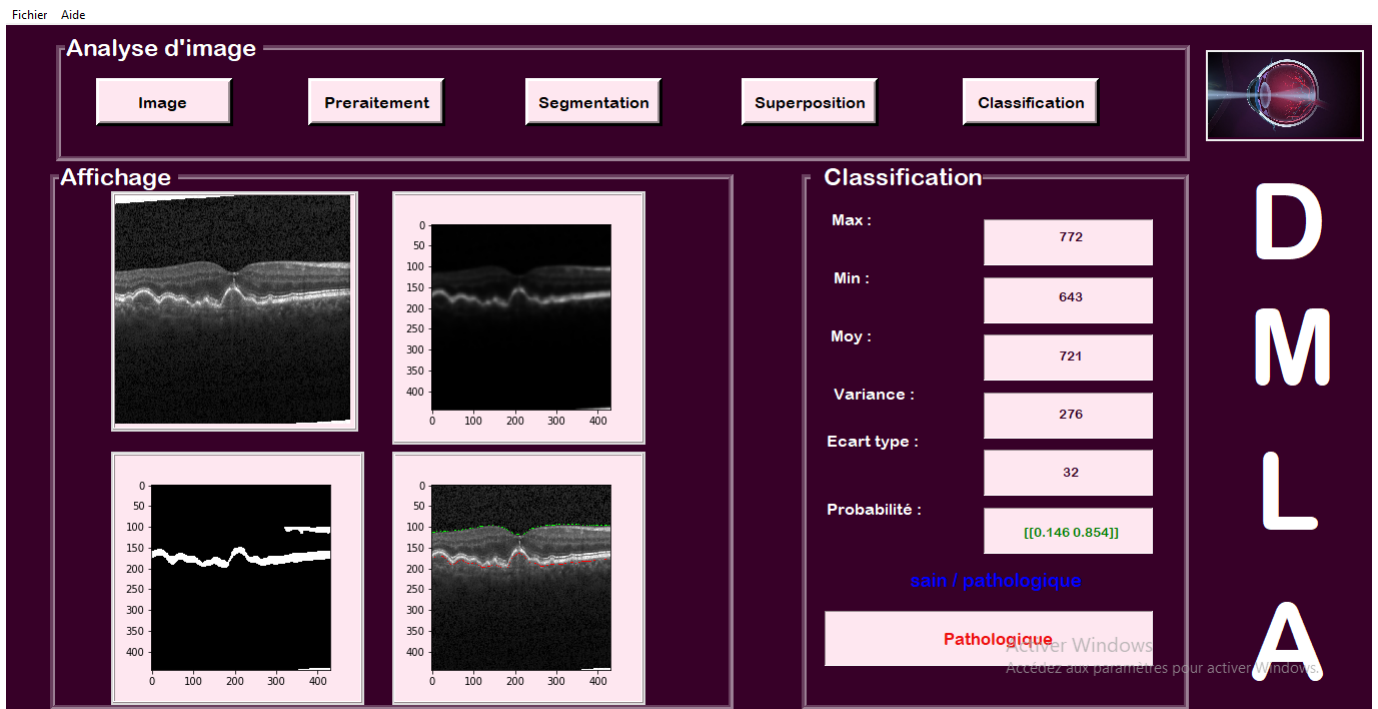 Fichier Aide
Analyse d'image
Image Preraitement Segmentation Superposition Classification
Affichage
0
50
100
150
200
250
300
350
400
0 100 200 300 400
0
50
100
150
200
250
300
350
400
0 100 200 300 400
0
50
100
150
200
250
300
350
400
0 100 200 300 400
Classification
Max : 772
Min : 643
Moy : 721
Variance : 276
Ecart type : 32
Probabilité : [[0.146 0.854]]
sain / pathologique
Pathologique
Activer Windows
Accédez aux paramètres pour activer Windows.
D
M
L
A